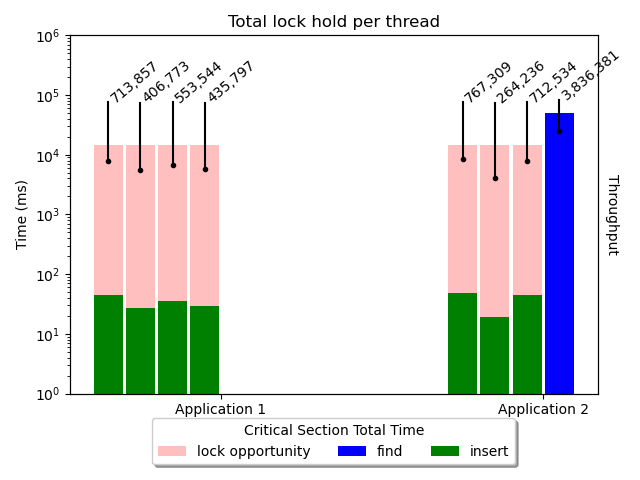 Total lock hold per thread
10^6
10^5
10^4
10^3
10^2
10^1
10^0
Time (ms)
713,857
406,773
553,544
435,797
767,309
264,236
712,534
3,836,381
Throughput
Application 1
Application 2
Critical Section Total Time
lock opportunity
find
insert